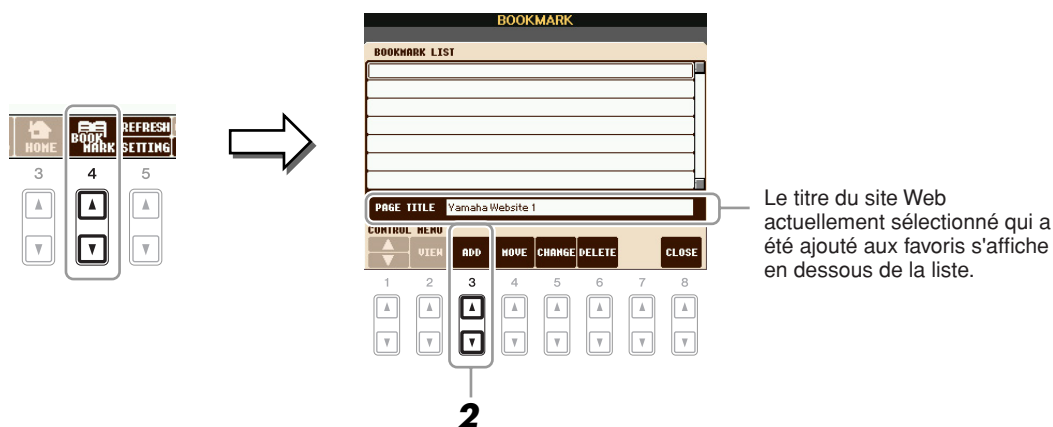 BOOKMARK
BOOKMARK LIST
HOME
BOOK
MARK
REFRESH
SETTING
3 4 5
PAGE TITLE Yamaha Website 1
CONTROL MENU
VIEW ADD MOVE CHANGE DELETE CLOSE
1 2 3 4 5 6 7 8
2
Le titre du site Web
actuellement sélectionné qui a
été ajouté aux favoris s'affiche
en dessous de la liste.